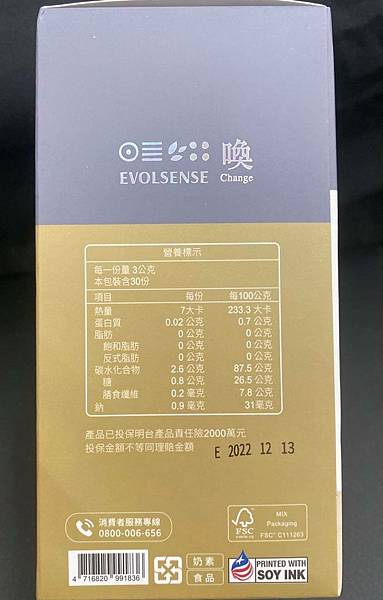 EVOLSENSE
喚
Change
營養標示
每一份量 3公克
本包裝含30份
項目 每份 每100公克
熱量 7大卡 233.3 大卡
蛋白質 0.02 公克 0.7 公克
脂肪 0 公克 0 公克
飽和脂肪 0 公克 0 公克
反式脂肪 0 公克 0 公克
碳水化合物 2.6 公克 87.5 公克
糖 0.8 公克 26.5 公克
膳食纖維 0.2 毫克 7.8 公克
鈉 0.9 毫克 31毫克
產品已投保明台產品責任險2000萬元
投保金額不等同理賠金額
E 2022 12 13
消費者服務專線
0800-006-656
FSC
MIX
Packaging
FSC® C111263
4 716820 991836
奶素
食品
PRINTED WITH
SOY INK